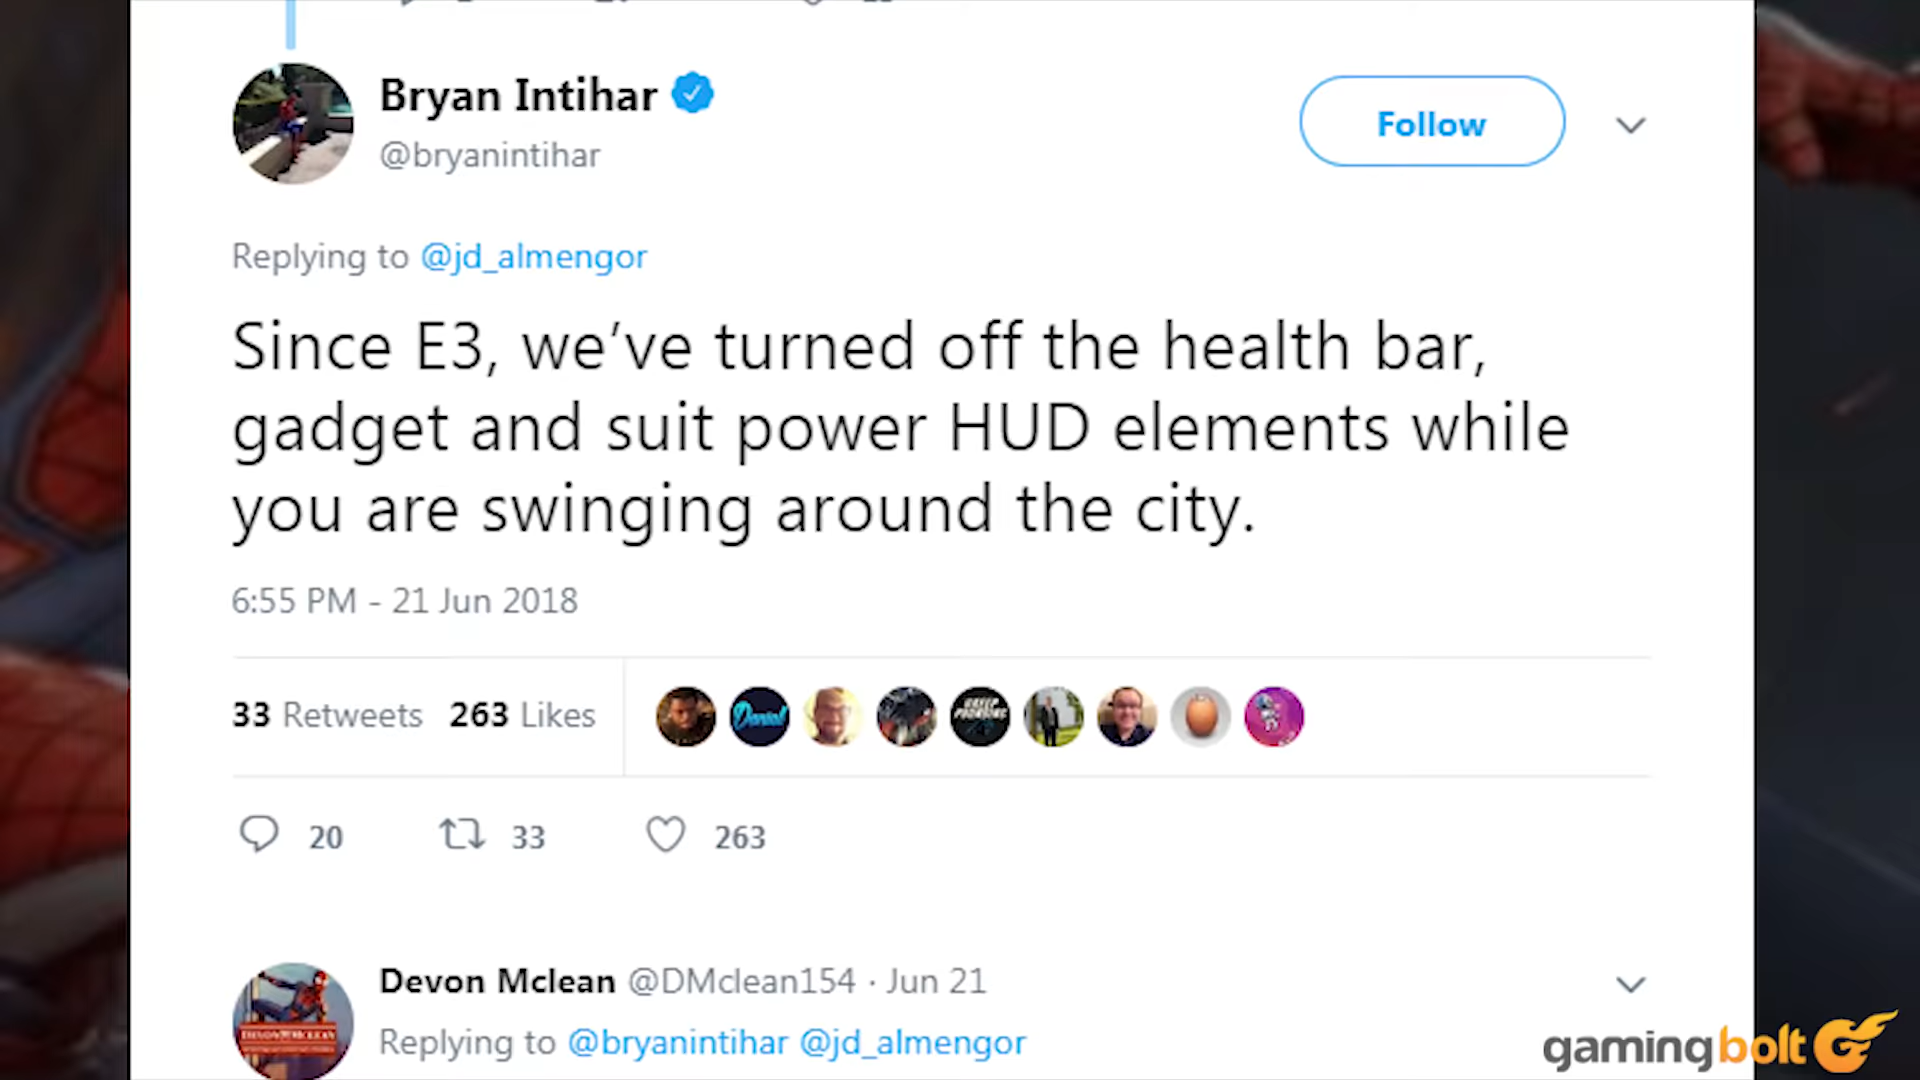 Bryan Intihar
@bryanintihar
Follow
Replying to @jd_almengor
Since E3, we’ve turned off the health bar,
gadget and suit power HUD elements while
you are swinging around the city.
6:55 PM - 21 Jun 2018
33 Retweets 263 Likes
Daniel
20 33 263
Devon Mclean @DMclean154 · Jun 21
Replying to @bryanintihar @jd_almengor
gamingbolt